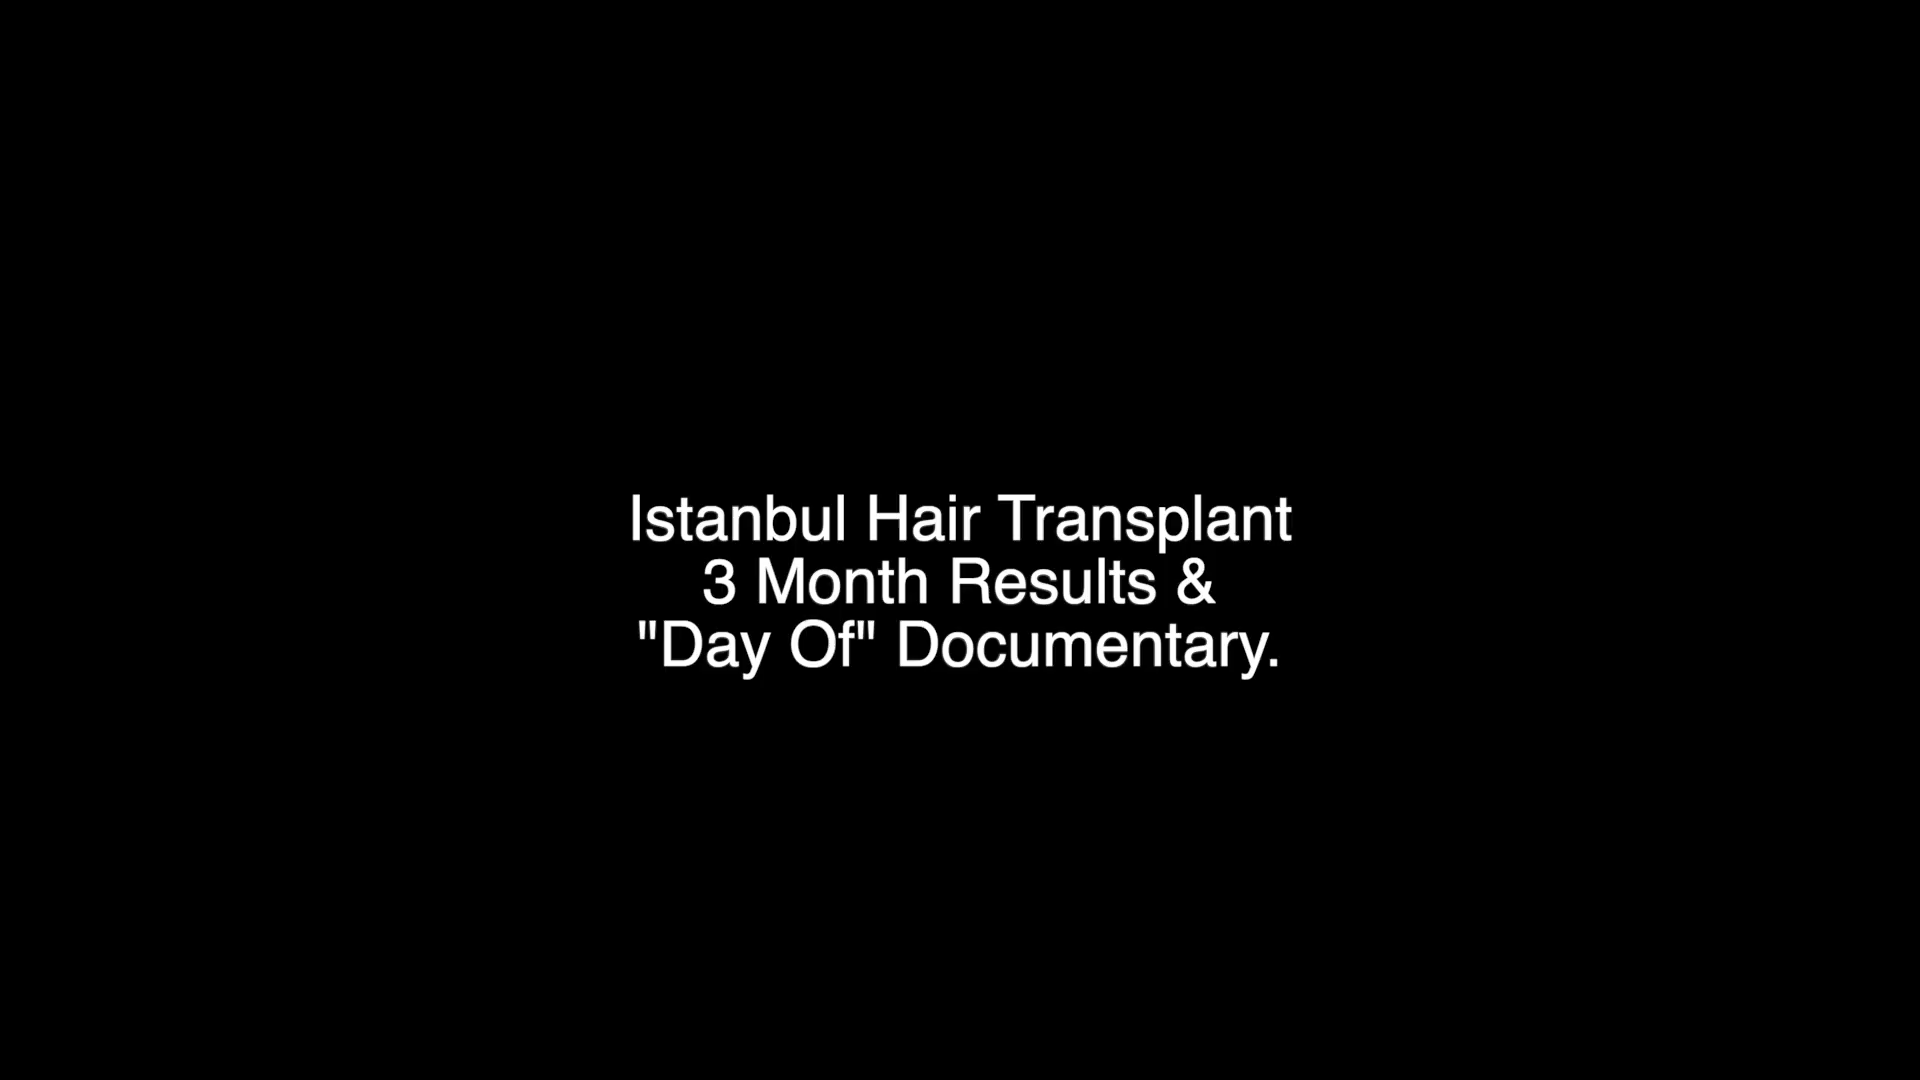 Istanbul Hair Transplant
3 Month Results &
"Day Of" Documentary.